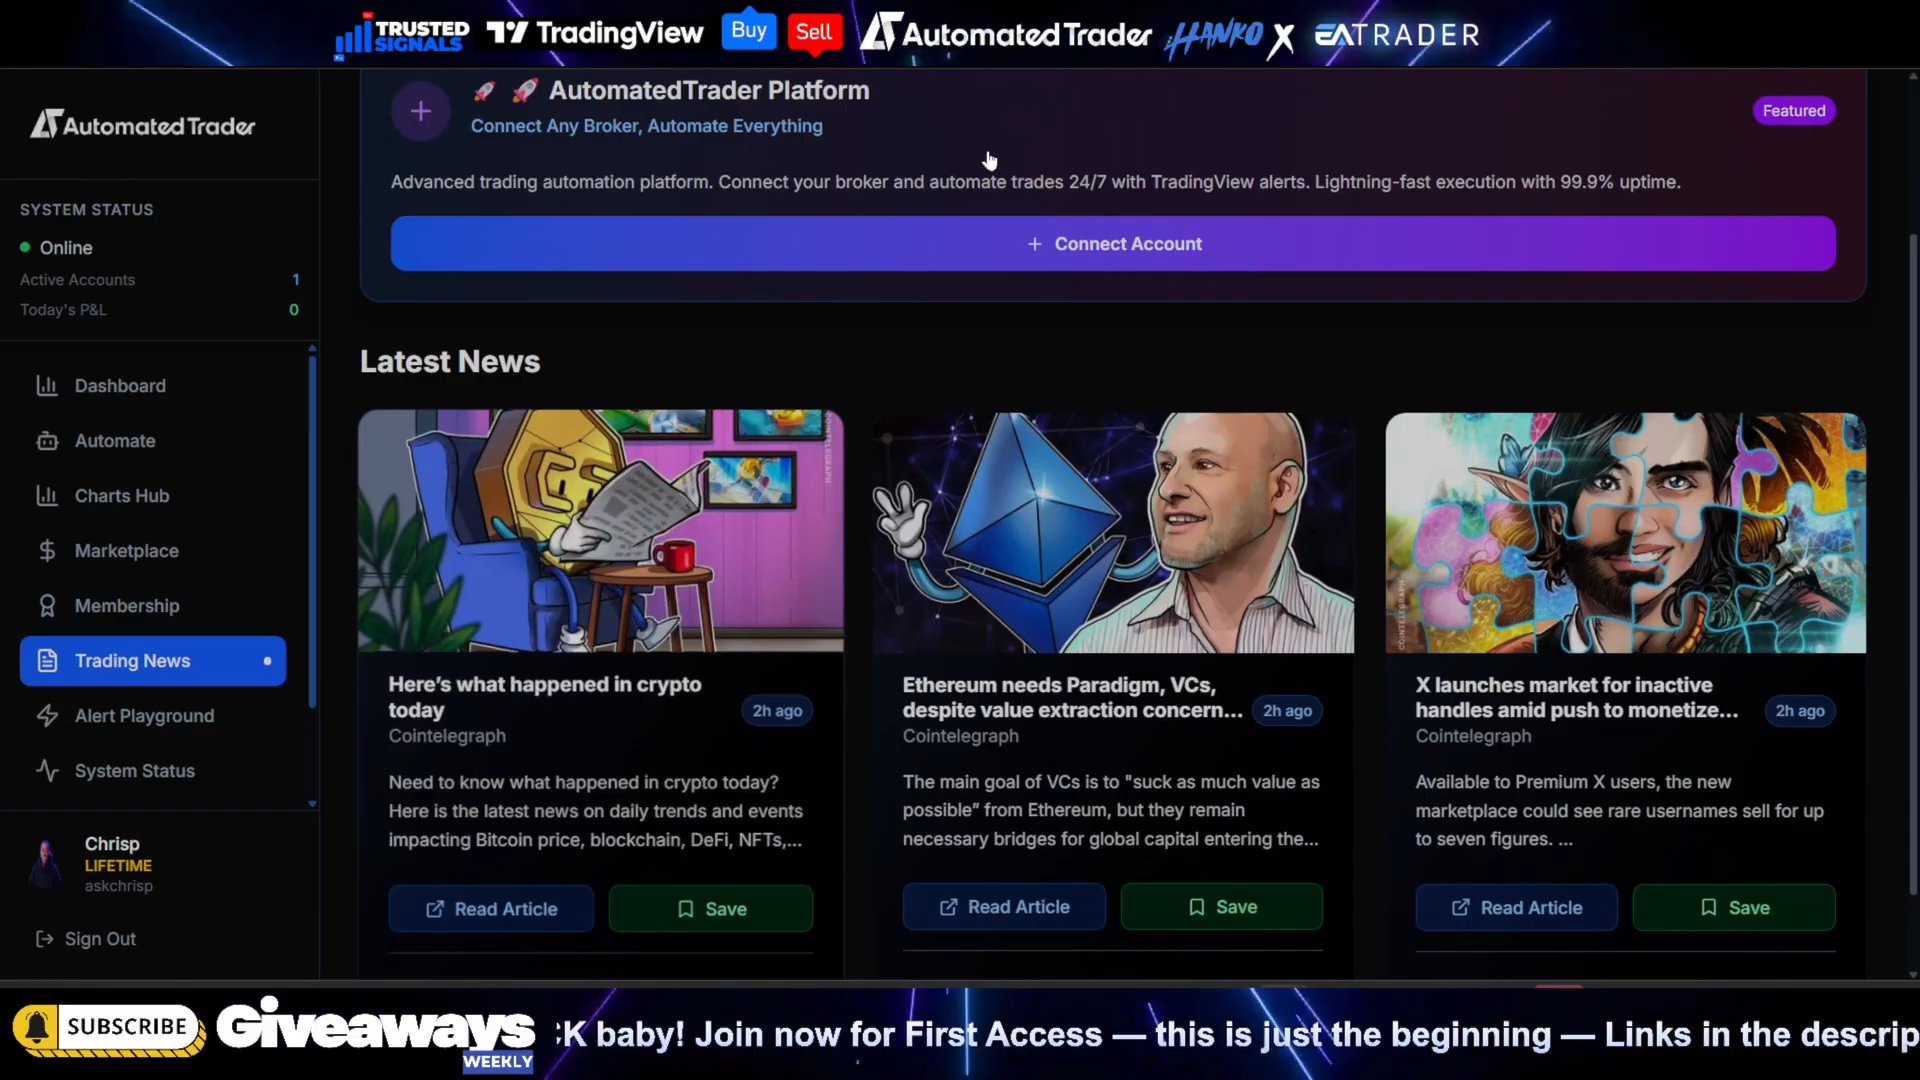 TRUSTED
SIGNALS
TradingView
Buy
Sell
AutomatedTrader
HANKO X
EATRADER
AutomatedTrader
SYSTEM STATUS
Online
Active Accounts 1
Today's P&L 0
Dashboard
Automate
Charts Hub
Marketplace
Membership
Trading News
Alert Playground
System Status
Chrisp
LIFETIME
askchrisp
Sign Out
AutomatedTrader Platform
Connect Any Broker, Automate Everything
Featured
Advanced trading automation platform. Connect your broker and automate trades 24/7 with TradingView alerts. Lightning-fast execution with 99.9% uptime.
+ Connect Account
Latest News
COINTELEGRAPH
Here's what happened in crypto
today
2h ago
Cointelegraph
Need to know what happened in crypto today?
Here is the latest news on daily trends and events
impacting Bitcoin price, blockchain, DeFi, NFTs,...
Read Article
Save
Ethereum needs Paradigm, VCs,
despite value extraction concern...
2h ago
Cointelegraph
The main goal of VCs is to "suck as much value as
possible” from Ethereum, but they remain
necessary bridges for global capital entering the...
Read Article
Save
COINTELEGRAPH
X launches market for inactive
handles amid push to monetize...
2h ago
Cointelegraph
Available to Premium X users, the new
marketplace could see rare usernames sell for up
to seven figures. ...
Read Article
Save
SUBSCRIBE
Giveaways
WEEKLY
CK baby! Join now for First Access — this is just the beginning — Links in the descrip